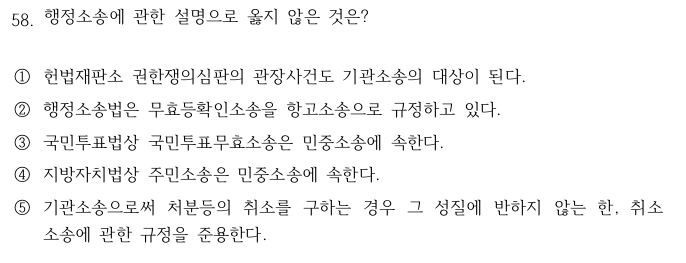 58. 행정소송에 관한 설명으로 옳지 않은 것은?
① 헌법재판소 권한쟁의심판의 관장사건도 기관소송의 대상이 된다.
② 행정소송법은 무효등확인소송을 항고소송으로 규정하고 있다.
③ 국민투표법상 국민투표무효소송은 민중소송에 속한다.
④ 지방자치법상 주민소송은 민중소송에 속한다.
⑤ 기관소송으로써 처분등의 취소를 구하는 경우 그 성질에 반하지 않는 한, 취소
소송에 관한 규정을 준용한다.